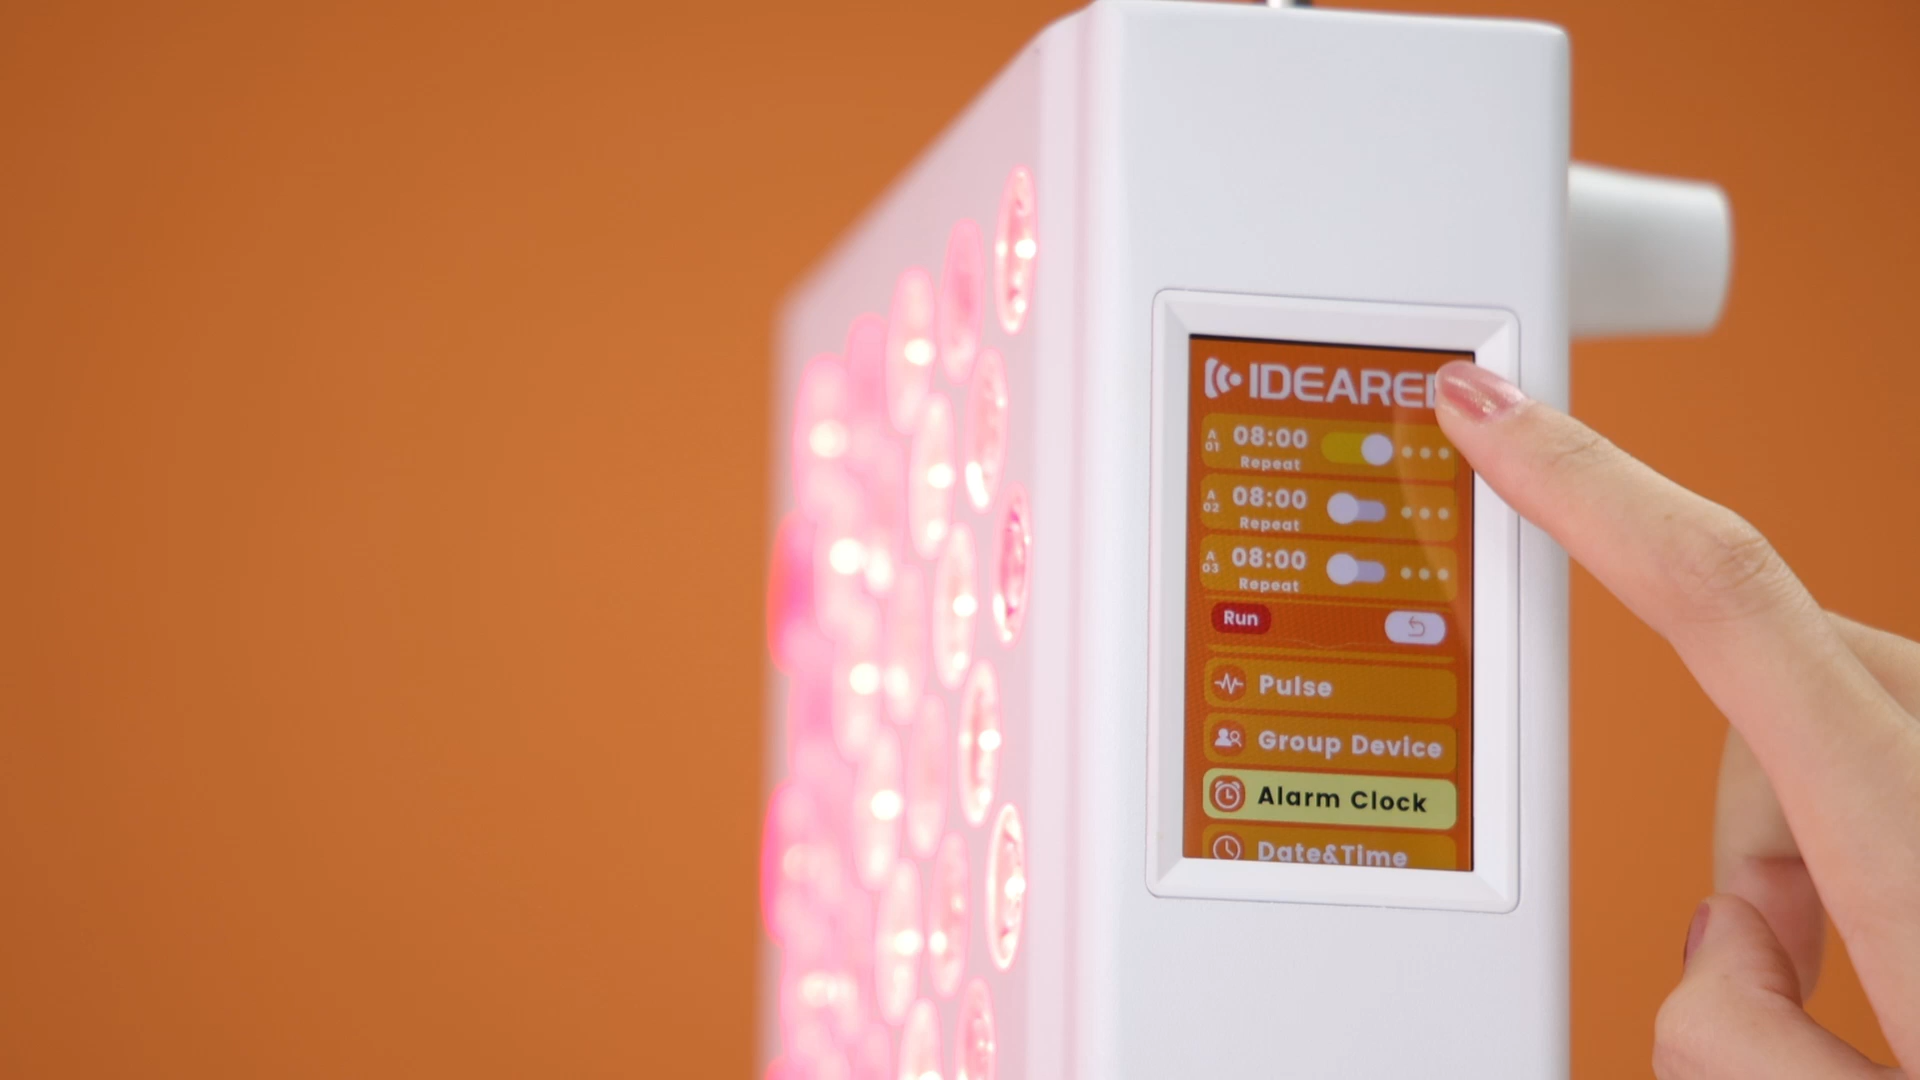 IDEARED
A 01 08:00
Repeat
A 02 08:00
Repeat
A 03 08:00
Repeat
Run
Pulse
Group Device
Alarm Clock
Date&Time